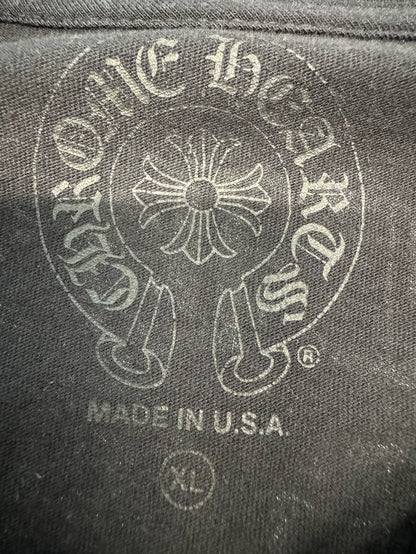 CHROME HEARTS
®
MADE IN U.S.A.
XL